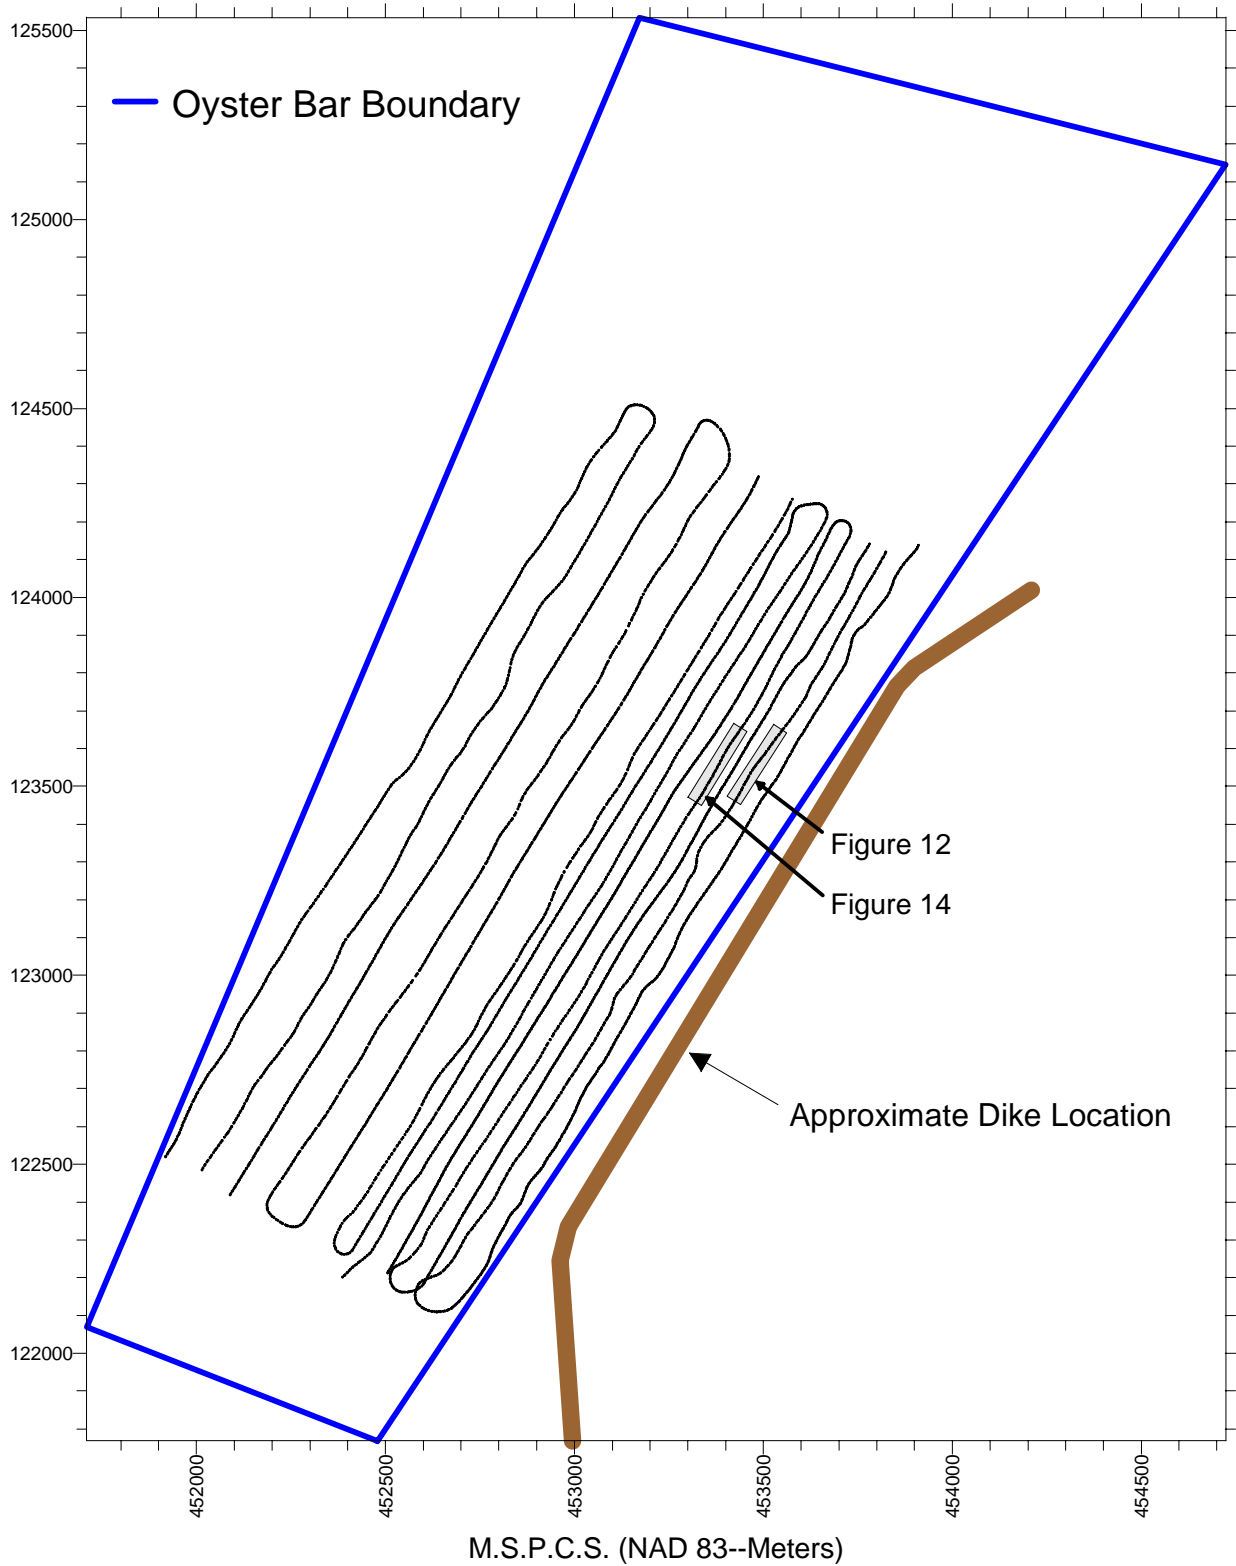 125500
Oyster Bar Boundary
125000
124500
124000
123500
Figure 12
Figure 14
123000
Approximate Dike Location
122500
122000
452000
452500
453000
453500
454000
454500
M.S.P.C.S. (NAD 83--Meters)